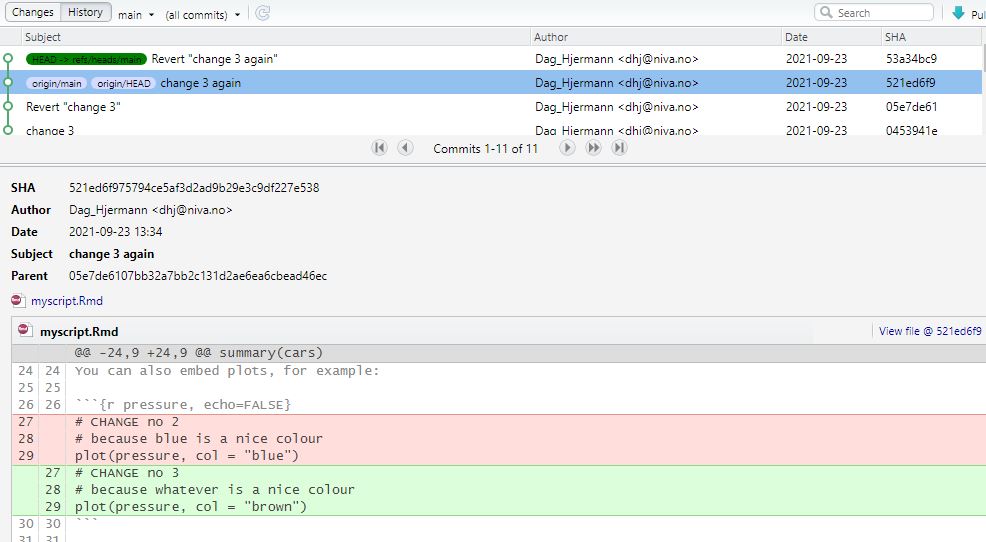 Changes History main (all commits) Search Pul
Subject Author Date SHA
HEAD -> refs/heads/main Revert "change 3 again" Dag_Hjermann <dhj@niva.no> 2021-09-23 53a34bc9
origin/main origin/HEAD change 3 again Dag_Hjermann <dhj@niva.no> 2021-09-23 521ed6f9
Revert "change 3" Dag_Hjermann <dhj@niva.no> 2021-09-23 05e7de61
change 3 Dag_Hjermann <dhj@niva.no> 2021-09-23 0453941e
Commits 1-11 of 11
SHA 521ed6f975794ce5af3d2ad9b29e3c9df227e538
Author Dag_Hjermann <dhj@niva.no>
Date 2021-09-23 13:34
Subject change 3 again
Parent 05e7de6107bb32a7bb2c131d2ae6ea6cbead46ec
myscript.Rmd
myscript.Rmd View file @ 521ed6f9
@@ -24,9 +24,9 @@ summary(cars)
24 24 You can also embed plots, for example:
25 25
26 26 ```{r pressure, echo=FALSE}
27 # CHANGE no 2
28 # because blue is a nice colour
29 plot(pressure, col = "blue")
27 # CHANGE no 3
28 # because whatever is a nice colour
29 plot(pressure, col = "brown")
30 30 ```
31 31